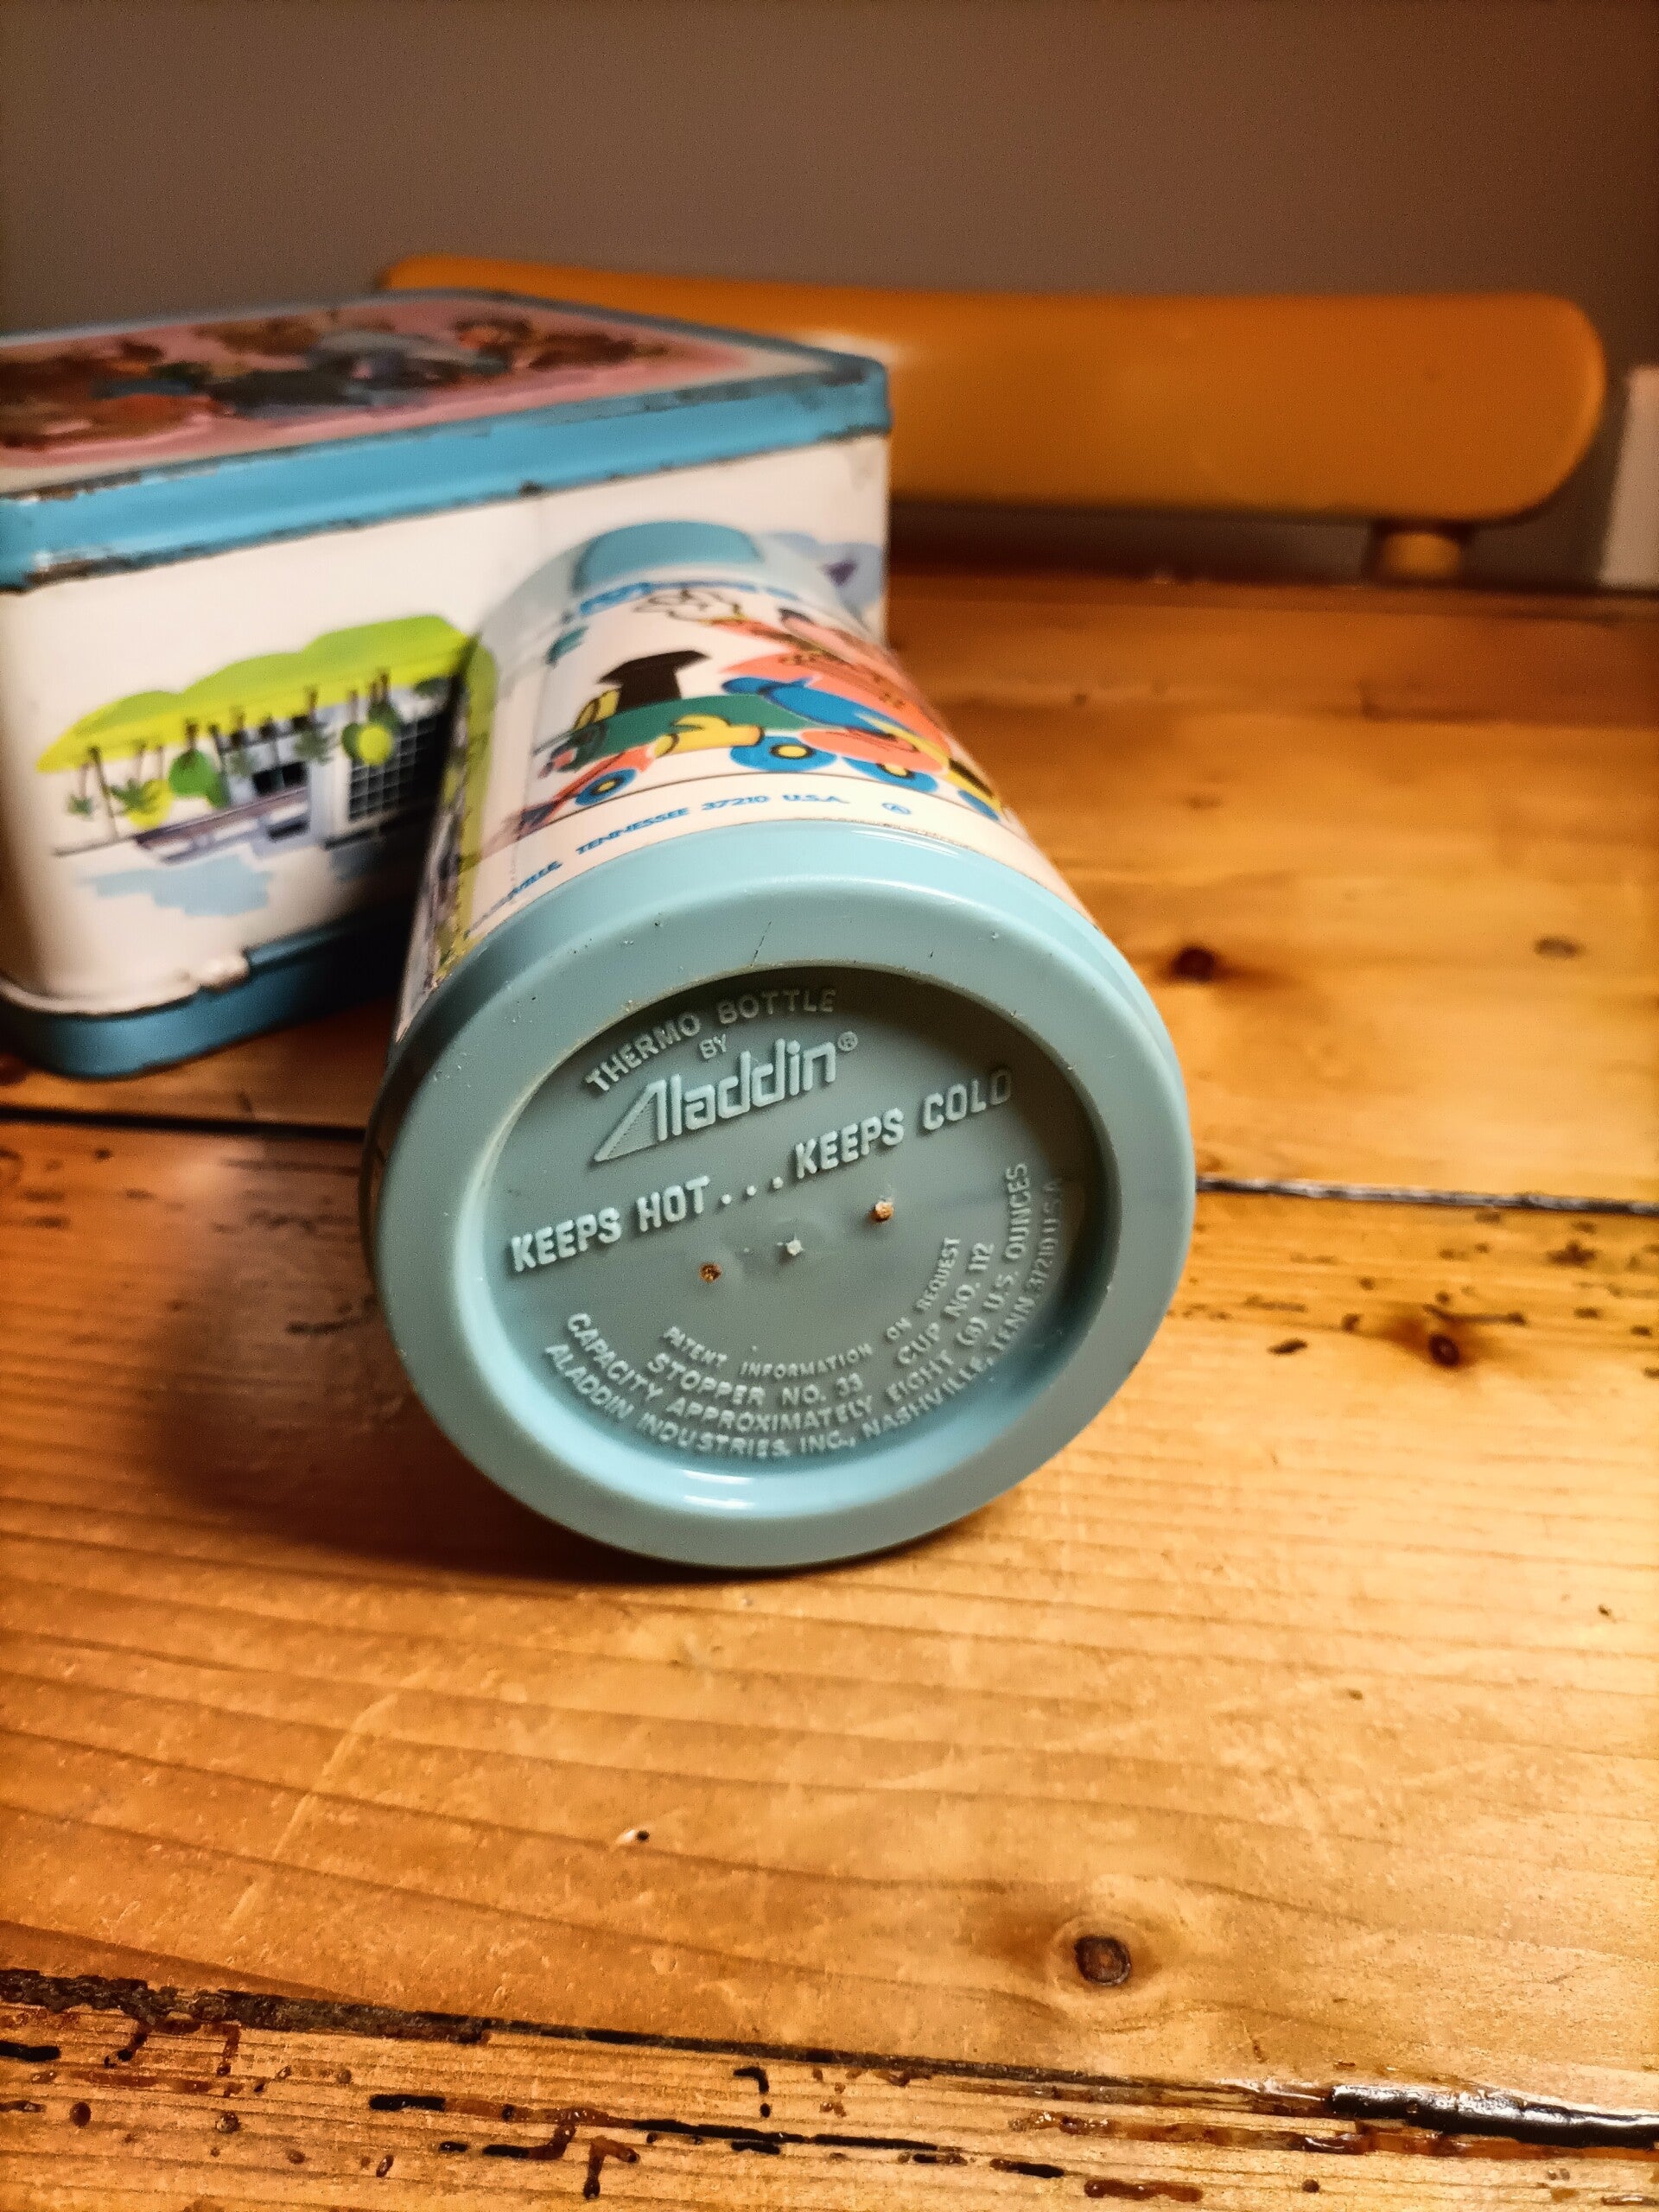 NASHVILLE, TENNESSEE 37210 U.S.A.
THERMO BOTTLE
BY
Aladdin®
KEEPS HOT...KEEPS COLD
PATENT INFORMATION ON REQUEST
STOPPER NO. 33 CUP NO. 112
CAPACITY APPROXIMATELY EIGHT (8) U.S. OUNCES
ALADDIN INDUSTRIES, INC., NASHVILLE, TENN 37210 U.S.A.